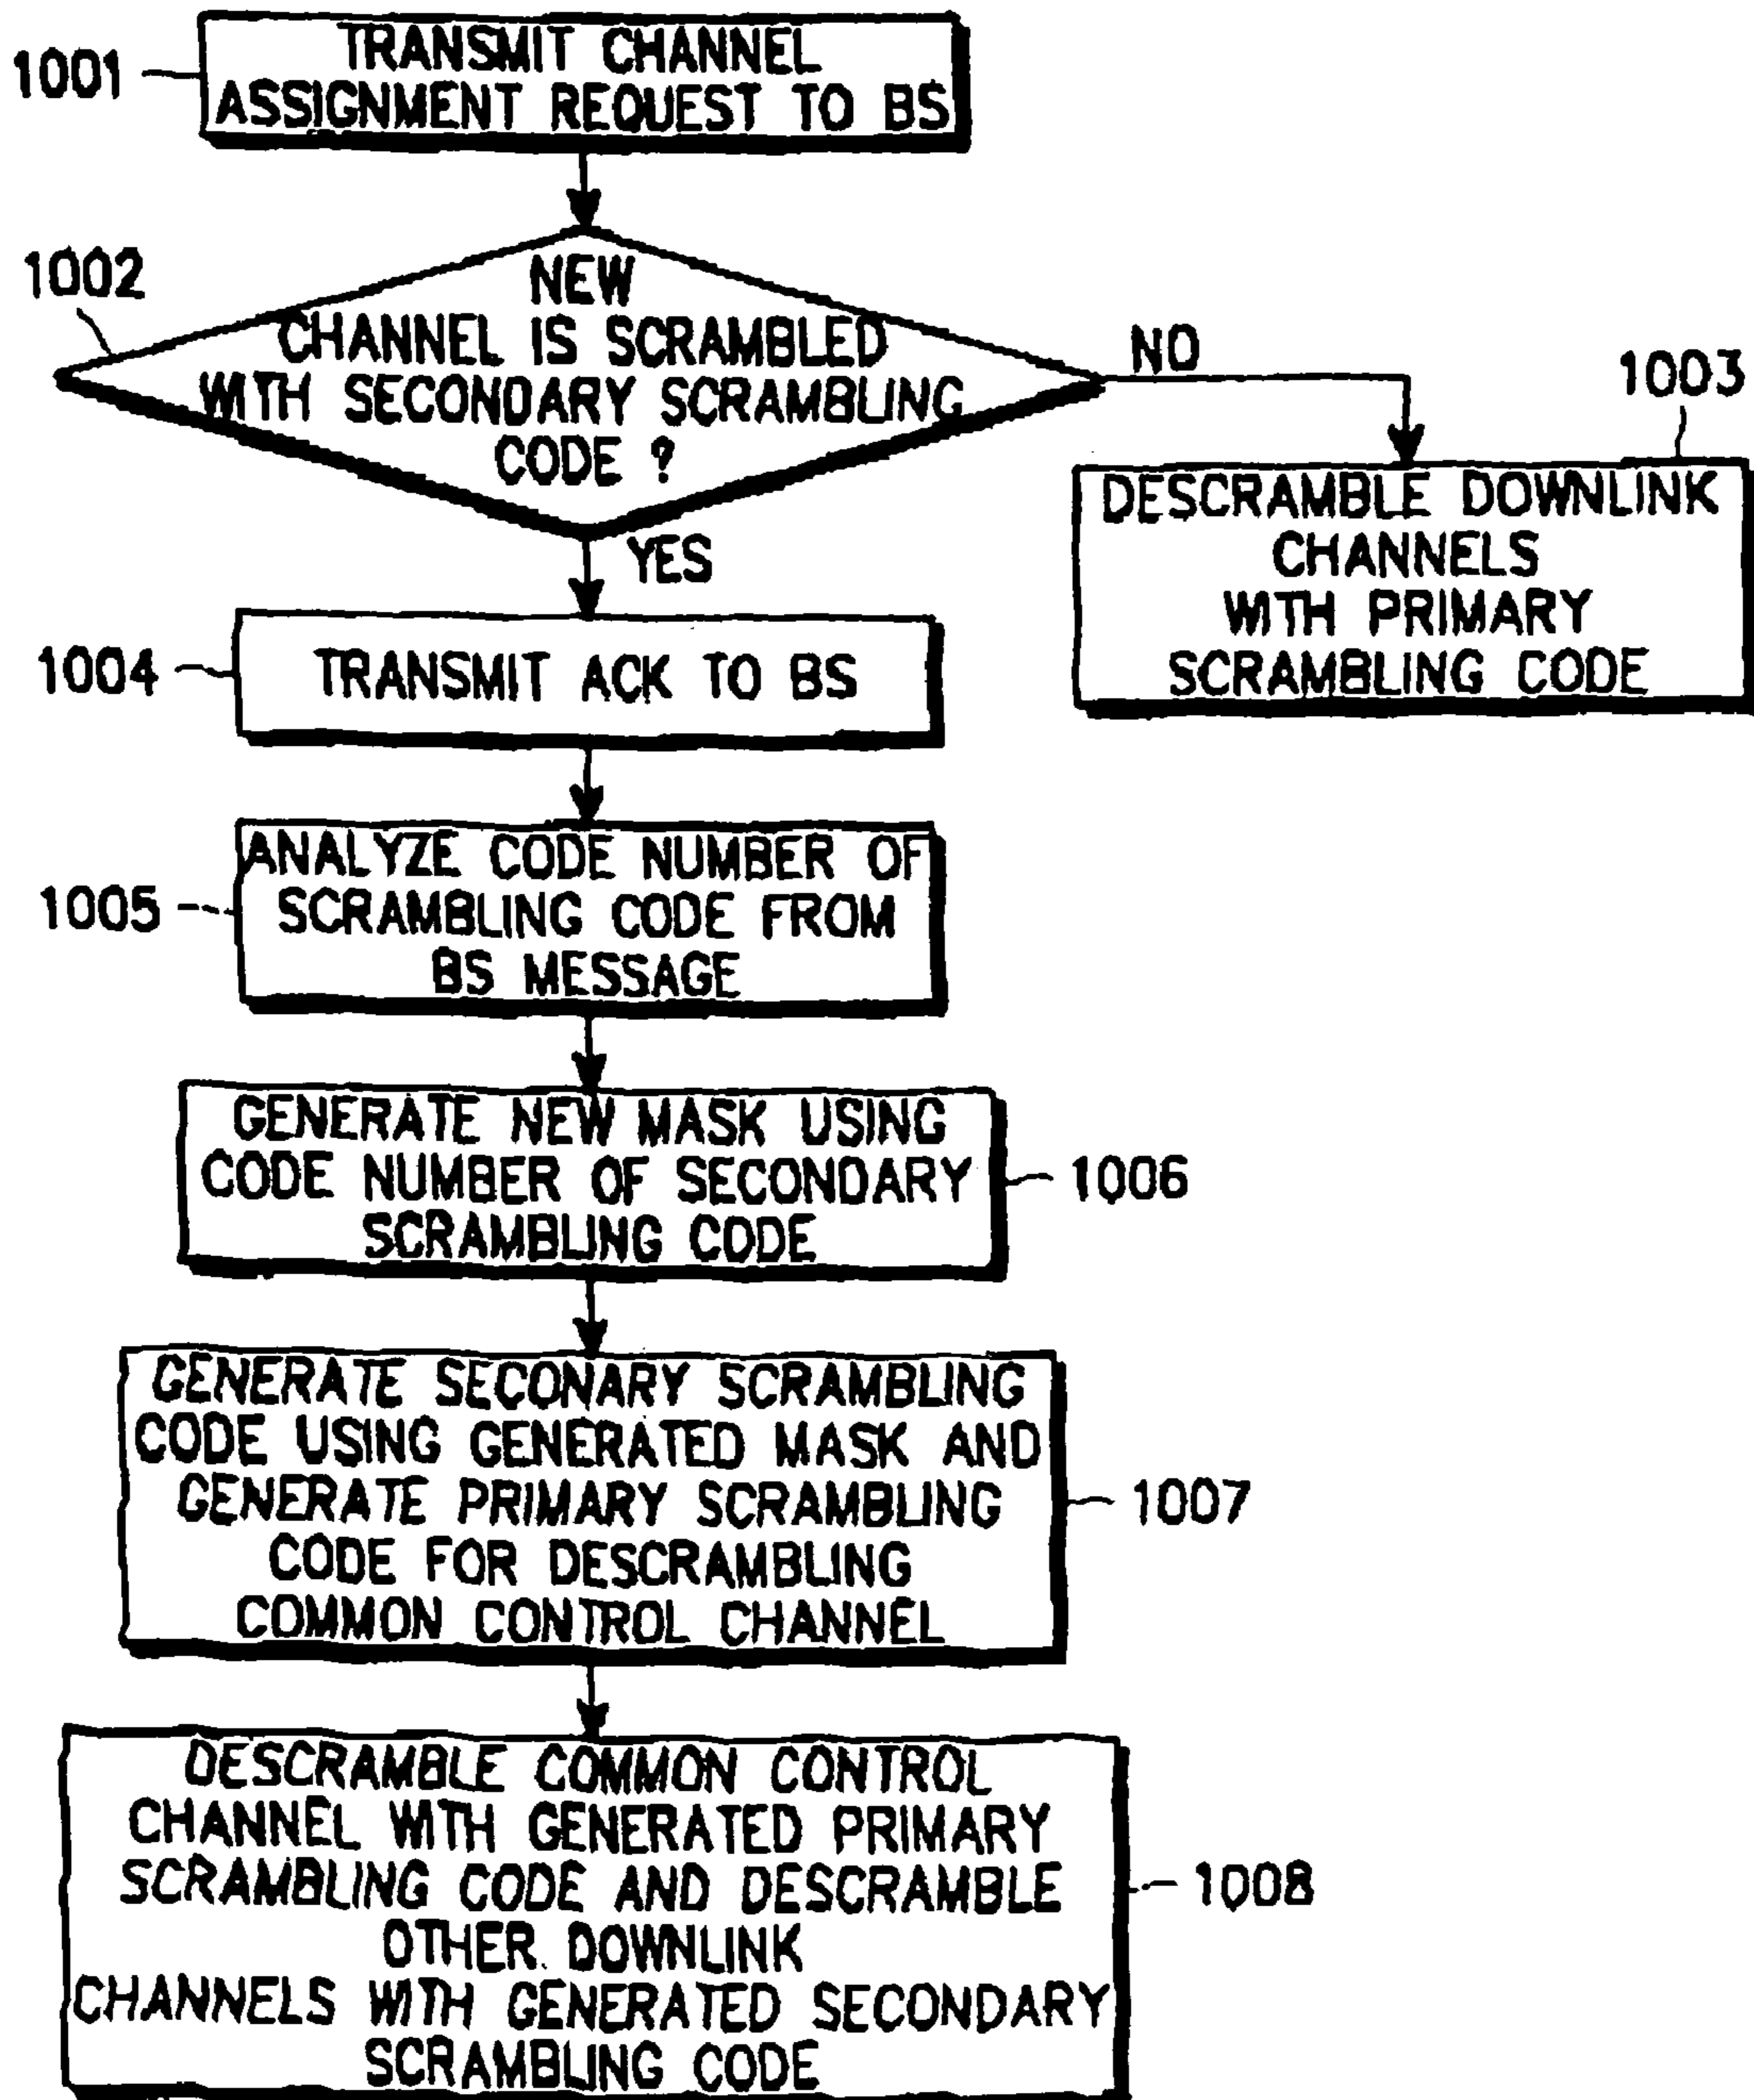 1001
TRANSMIT CHANNEL
ASSIGNMENT REQUEST TO BS
1002
NEW
CHANNEL IS SCRAMBLED
WITH SECONDARY SCRAMBLING
CODE ?
NO
1003
DESCRAMBLE DOWNLINK
CHANNELS
WITH PRIMARY
SCRAMBLING CODE
YES
1004
TRANSMIT ACK TO BS
1005
ANALYZE CODE NUMBER OF
SCRAMBLING CODE FROM
BS MESSAGE
GENERATE NEW MASK USING
CODE NUMBER OF SECONDARY
SCRAMBLING CODE
1006
GENERATE SECONARY SCRAMBLING
CODE USING GENERATED MASK AND
GENERATE PRIMARY SCRAMBLING
CODE FOR DESCRAMBLING
COMMON CONTROL CHANNEL
1007
DESCRAMBLE COMMON CONTROL
CHANNEL WITH GENERATED PRIMARY
SCRAMBLING CODE AND DESCRAMBLE
OTHER DOWNLINK
CHANNELS WITH GENERATED SECONDARY
SCRAMBLING CODE
1008